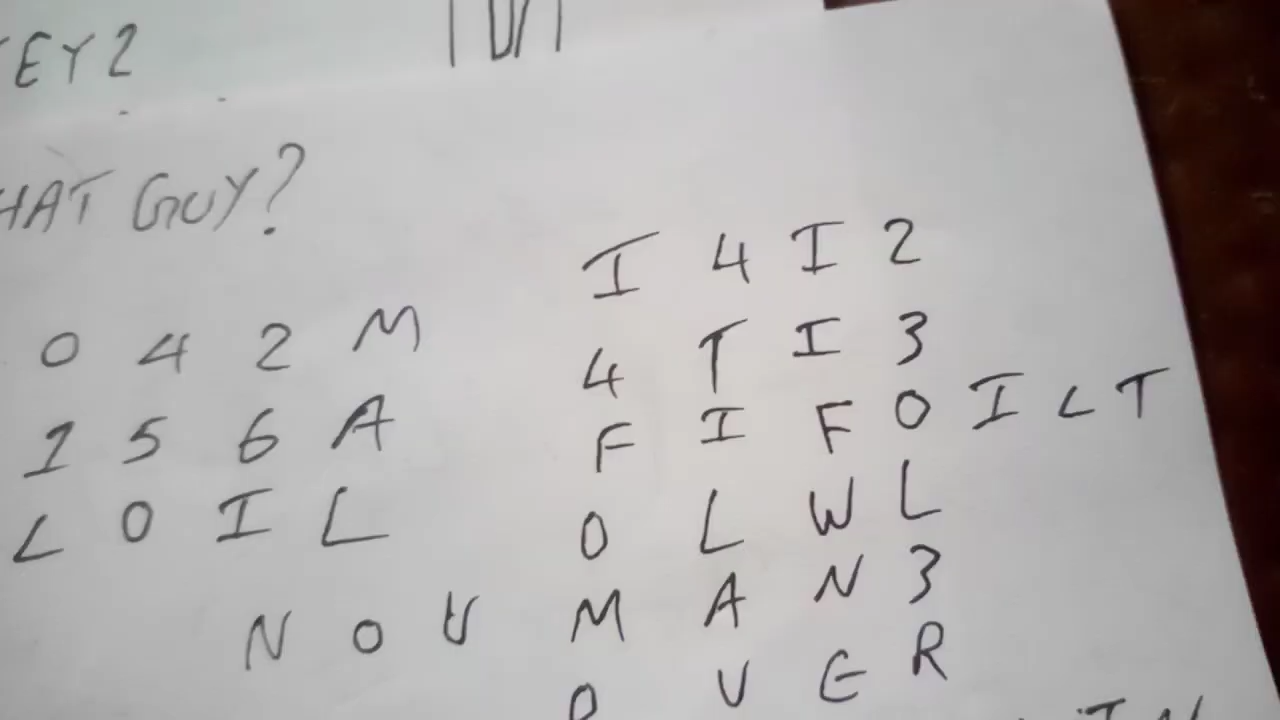 EY2
HAT GUY?
I 4 I 2
0 4 2 M
4 T I 3
1 5 6 A
F I F O I L T
L O I L
O L W L
N O U M A N 3
O V E R
I N